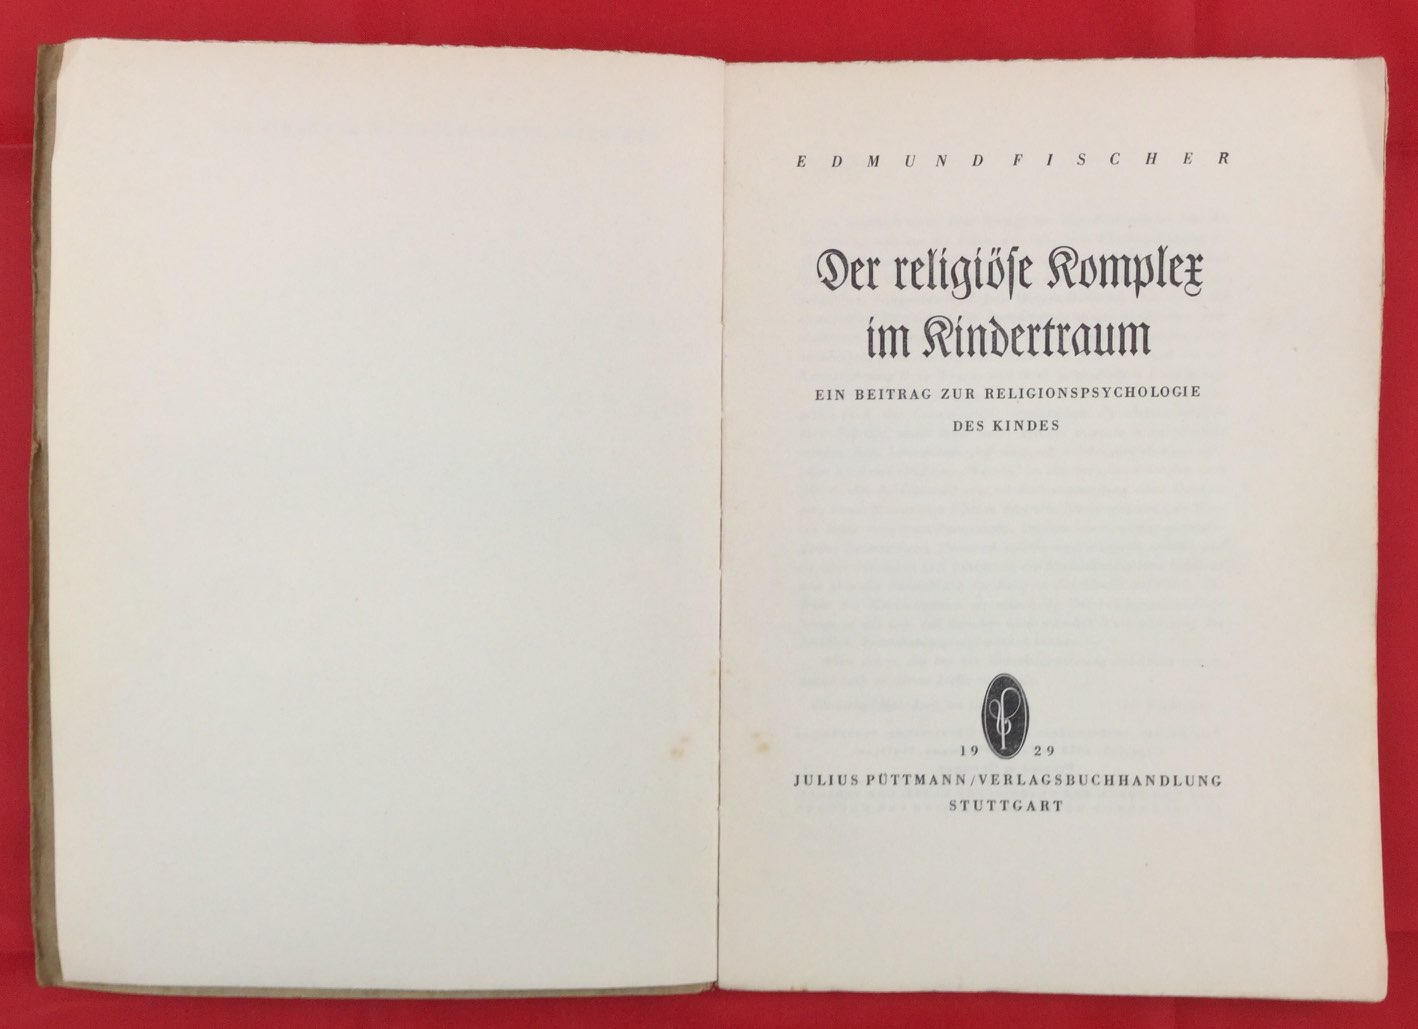 EDMUND FISCHER
Der religiöſe Komplex
im Kindertraum
EIN BEITRAG ZUR RELIGIONSPSYCHOLOGIE
DES KINDES
19 29
JULIUS PÜTTMANN/VERLAGSBUCHHANDLUNG
STUTTGART